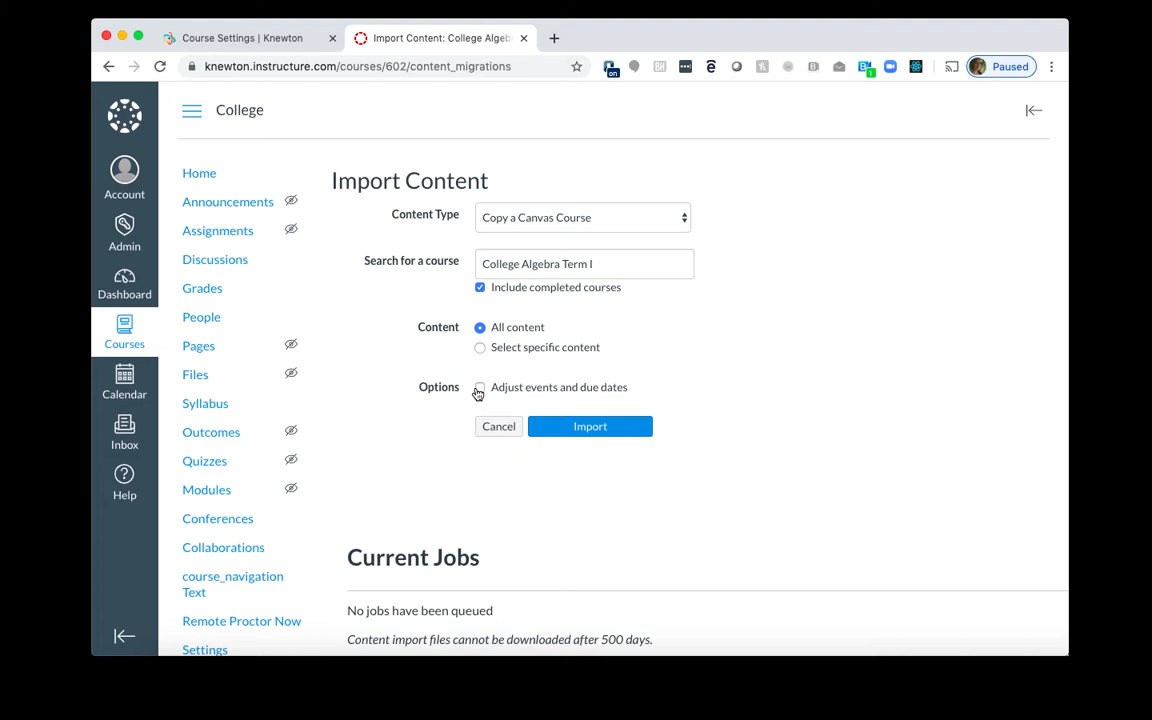 Course Settings | Knewton
Import Content: College Algeb
knewton.instructure.com/courses/602/content_migrations
on
1
Paused
College
Account
Admin
Dashboard
Courses
Calendar
Inbox
Help
Home
Announcements
Assignments
Discussions
Grades
People
Pages
Files
Syllabus
Outcomes
Quizzes
Modules
Conferences
Collaborations
course_navigation
Text
Remote Proctor Now
Settings
Import Content
Content Type Copy a Canvas Course
Search for a course College Algebra Term I
Include completed courses
Content All content
Select specific content
Options Adjust events and due dates
Cancel Import
Current Jobs
No jobs have been queued
Content import files cannot be downloaded after 500 days.